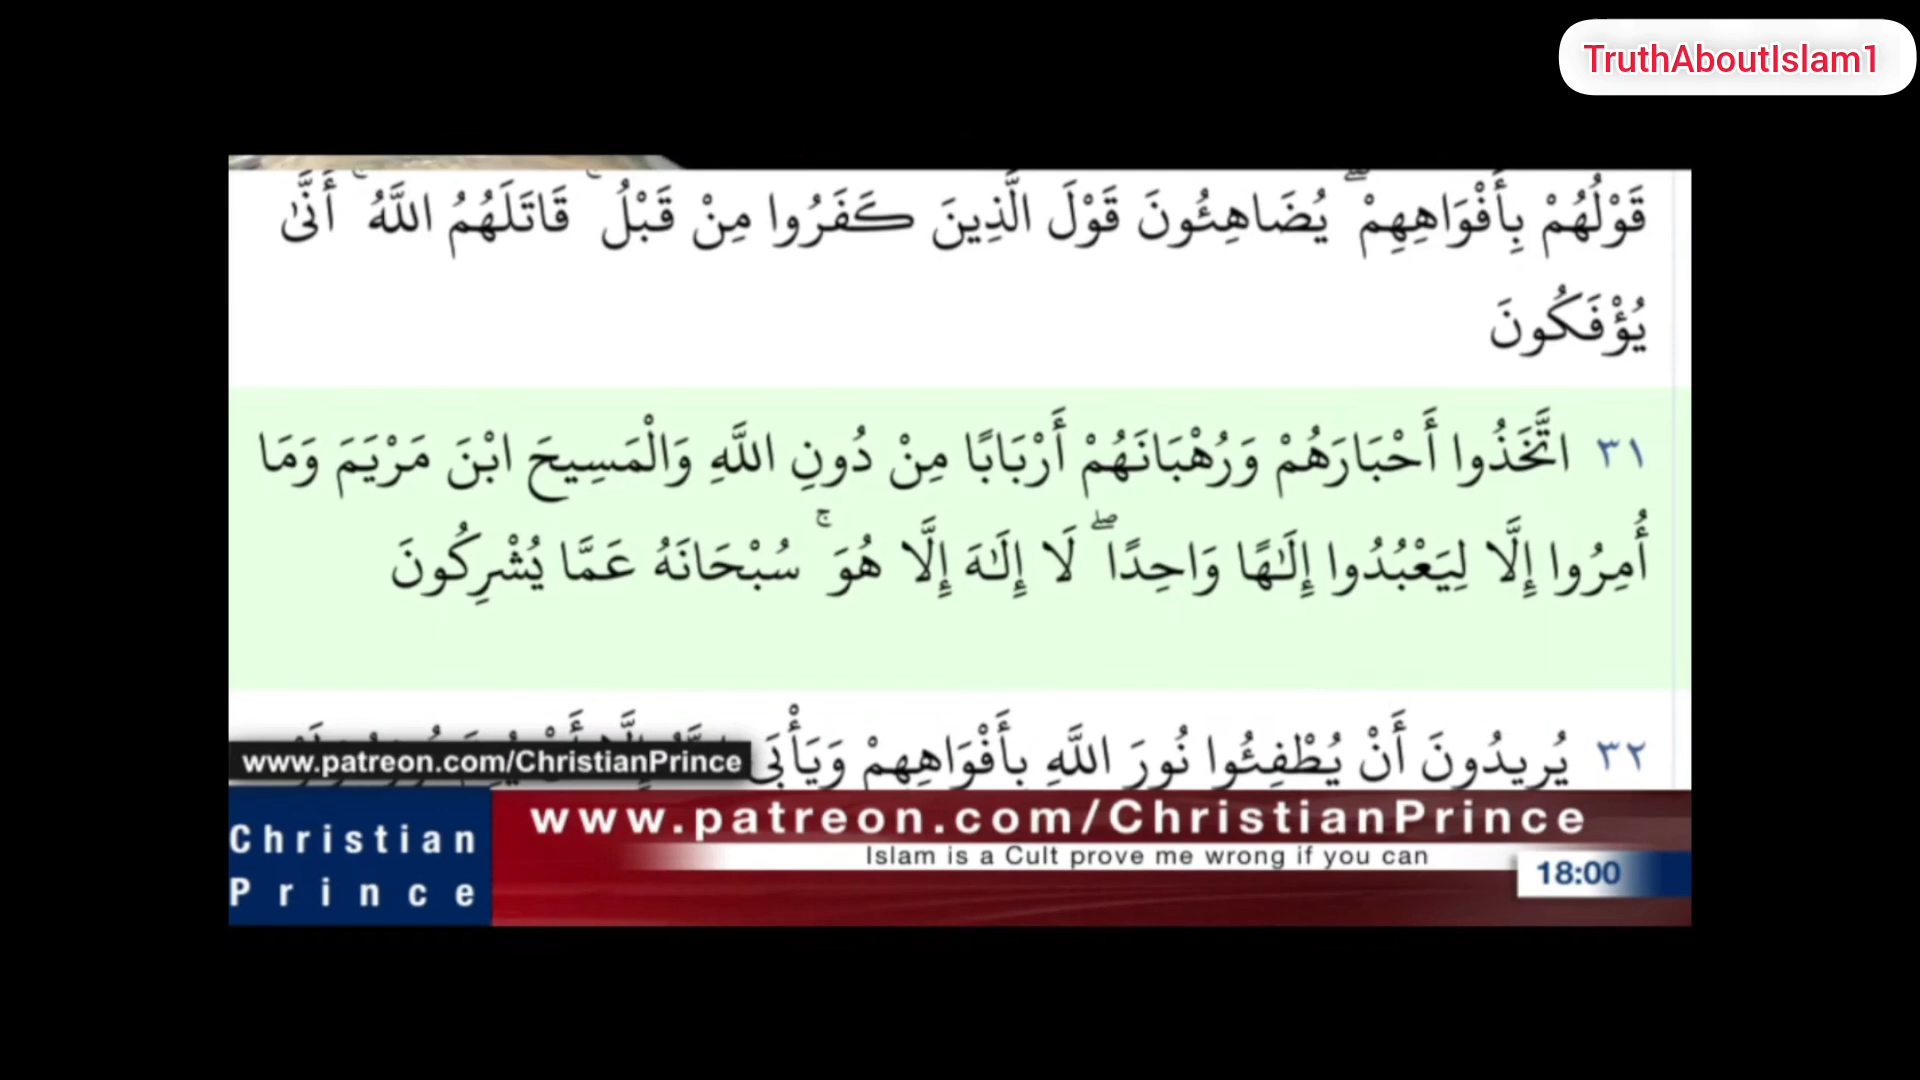 TruthAboutIslam1
قَوْلُهُمْ بِأَفْوَاهِهِمْ ۖ يُضَاهِئُونَ قَوْلَ الَّذِينَ كَفَرُوا مِنْ قَبْلُ ۚ قَاتَلَهُمُ اللَّهُ ۚ أَنَّىٰ
يُؤْفَكُونَ
٣١ اتَّخَذُوا أَحْبَارَهُمْ وَرُهْبَانَهُمْ أَرْبَابًا مِنْ دُونِ اللَّهِ وَالْمَسِيحَ ابْنَ مَرْيَمَ وَمَا
أُمِرُوا إِلَّا لِيَعْبُدُوا إِلَٰهًا وَاحِدًا ۖ لَا إِلَٰهَ إِلَّا هُوَ ۚ سُبْحَانَهُ عَمَّا يُشْرِكُونَ
٣٢ يُرِيدُونَ أَنْ يُطْفِئُوا نُورَ اللَّهِ بِأَفْوَاهِهِمْ وَيَأْبَى
www.patreon.com/ChristianPrince
www.patreon.com/ChristianPrince
Christian
Prince
Islam is a Cult prove me wrong if you can
18:00